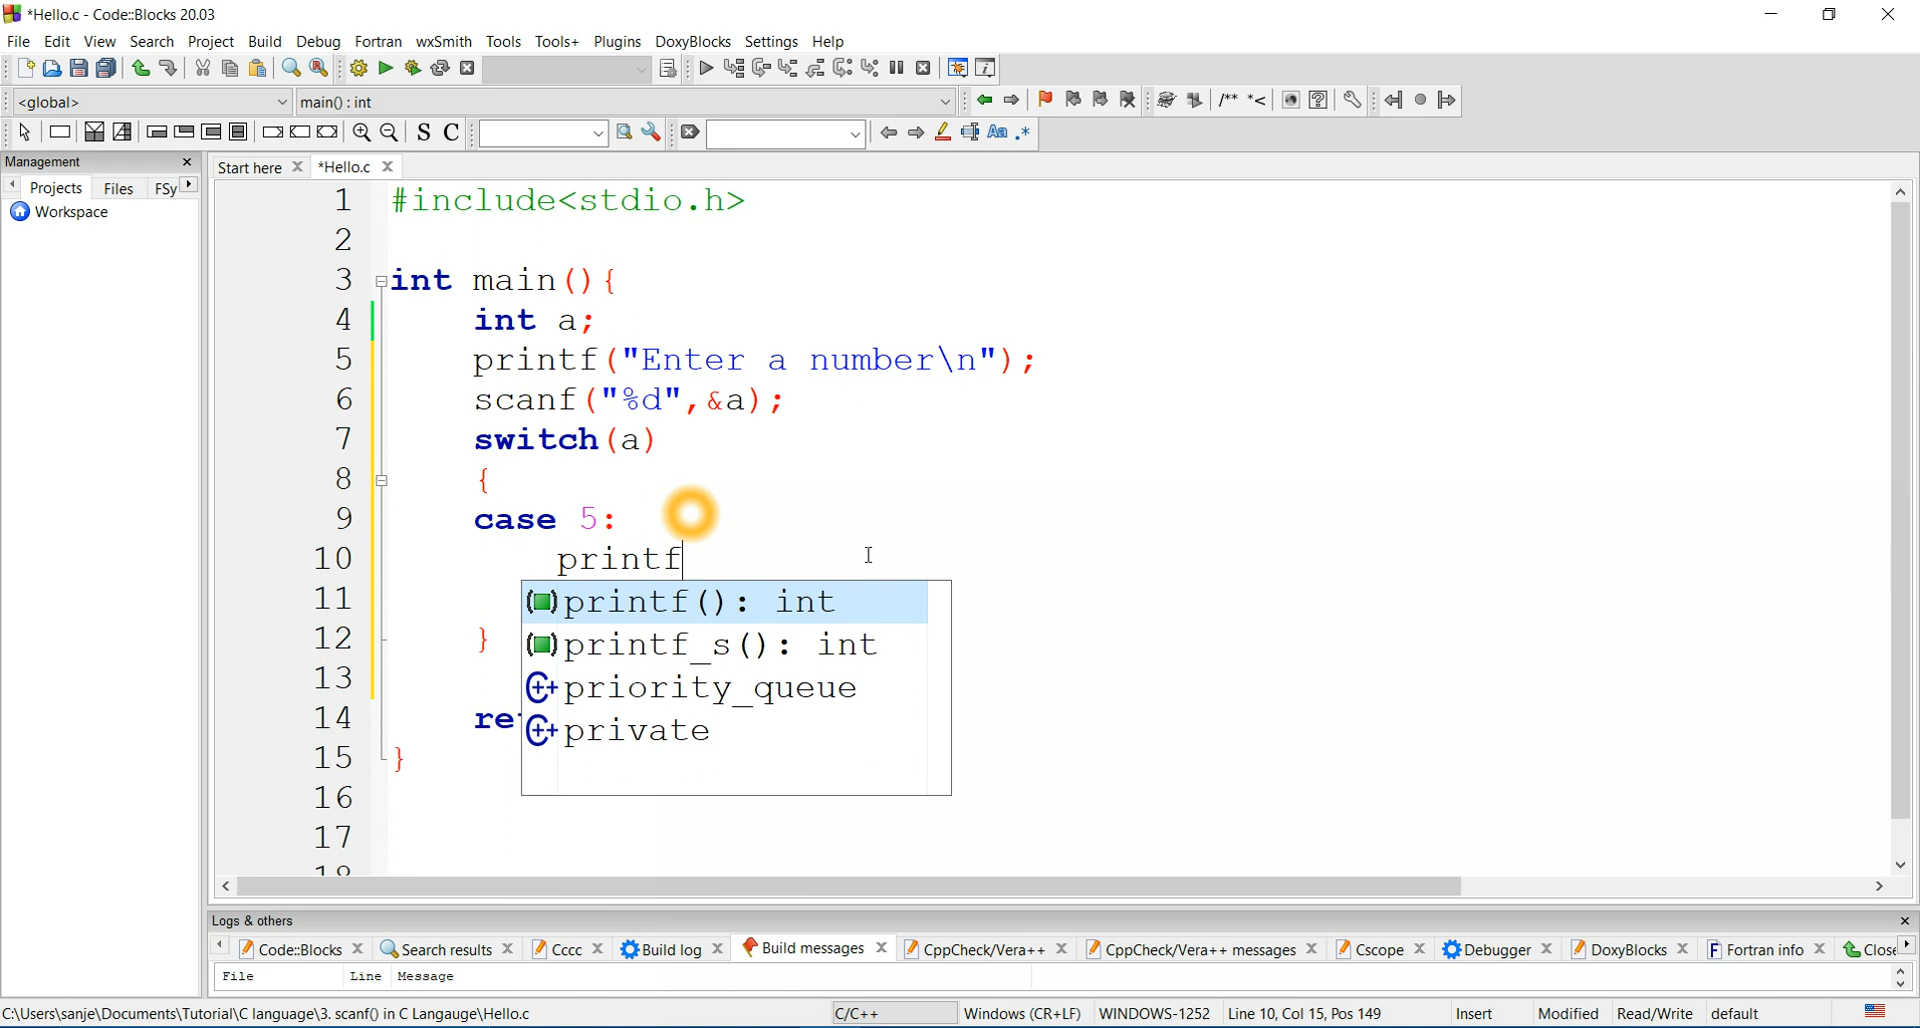 *Hello.c - Code::Blocks 20.03
File Edit View Search Project Build Debug Fortran wxSmith Tools Tools+ Plugins DoxyBlocks Settings Help
<global> main() : int /** *<
S C Aa .*
Management
Projects Files FSy
Workspace
Start here *Hello.c
1 #include<stdio.h>
2
3 int main(){
4 int a;
5 printf("Enter a number\n");
6 scanf("%d",&a);
7 switch(a)
8 {
9 case 5:
10 printf
11 printf(): int
12 } printf_s(): int
13 priority_queue
14 re private
15 }
16
17
Logs & others
Code::Blocks Search results Cccc Build log Build messages CppCheck/Vera++ CppCheck/Vera++ messages Cscope Debugger DoxyBlocks Fortran info Close
File Line Message
C:\Users\sanje\Documents\Tutorial\C language\3. scanf() in C Langauge\Hello.c C/C++ Windows (CR+LF) WINDOWS-1252 Line 10, Col 15, Pos 149 Insert Modified Read/Write default